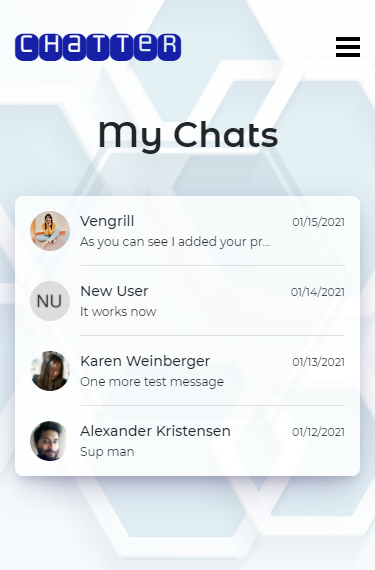 CHATTER
My Chats
Vengrill 01/15/2021
As you can see I added your pr...
NU New User 01/14/2021
It works now
Karen Weinberger 01/13/2021
One more test message
Alexander Kristensen 01/12/2021
Sup man